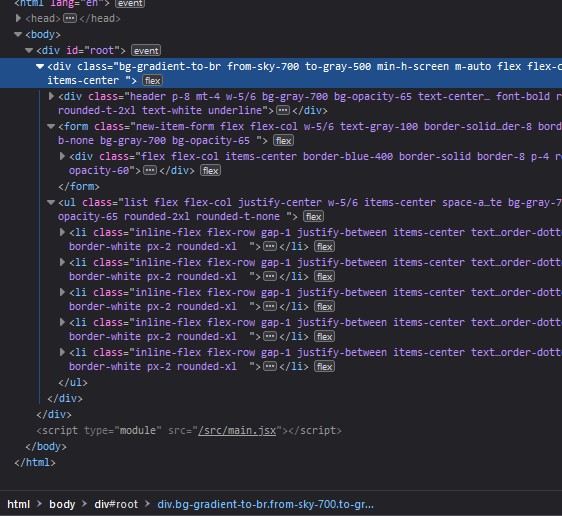 <html lang="en"> event
<head> ••• </head>
<body>
<div id="root"> event
<div class="bg-gradient-to-br from-sky-700 to-gray-500 min-h-screen m-auto flex flex-c
items-center "> flex
<div class="header p-8 mt-4 w-5/6 bg-gray-700 bg-opacity-65 text-center… font-bold r
rounded-t-2xl text-white underline"> ••• </div>
<form class="new-item-form flex flex-col w-5/6 text-gray-100 border-solid…der-8 bord
b-none bg-gray-700 bg-opacity-65 "> flex
<div class="flex flex-col items-center border-blue-400 border-solid border-8 p-4 r
opacity-60"> ••• </div> flex
</form>
<ul class="list flex flex-col justify-center w-5/6 items-center space-a…te bg-gray-7
opacity-65 rounded-2xl rounded-t-none "> flex
<li class="inline-flex flex-row gap-1 justify-between items-center text…order-dott
border-white px-2 rounded-xl  "> ••• </li> flex
<li class="inline-flex flex-row gap-1 justify-between items-center text…order-dott
border-white px-2 rounded-xl  "> ••• </li> flex
<li class="inline-flex flex-row gap-1 justify-between items-center text…order-dott
border-white px-2 rounded-xl  "> ••• </li> flex
<li class="inline-flex flex-row gap-1 justify-between items-center text…order-dott
border-white px-2 rounded-xl  "> ••• </li> flex
<li class="inline-flex flex-row gap-1 justify-between items-center text…order-dott
border-white px-2 rounded-xl  "> ••• </li> flex
</ul>
</div>
</div>
<script type="module" src="/src/main.jsx"></script>
</body>
</html>
html > body > div#root > div.bg-gradient-to-br.from-sky-700.to-gr...